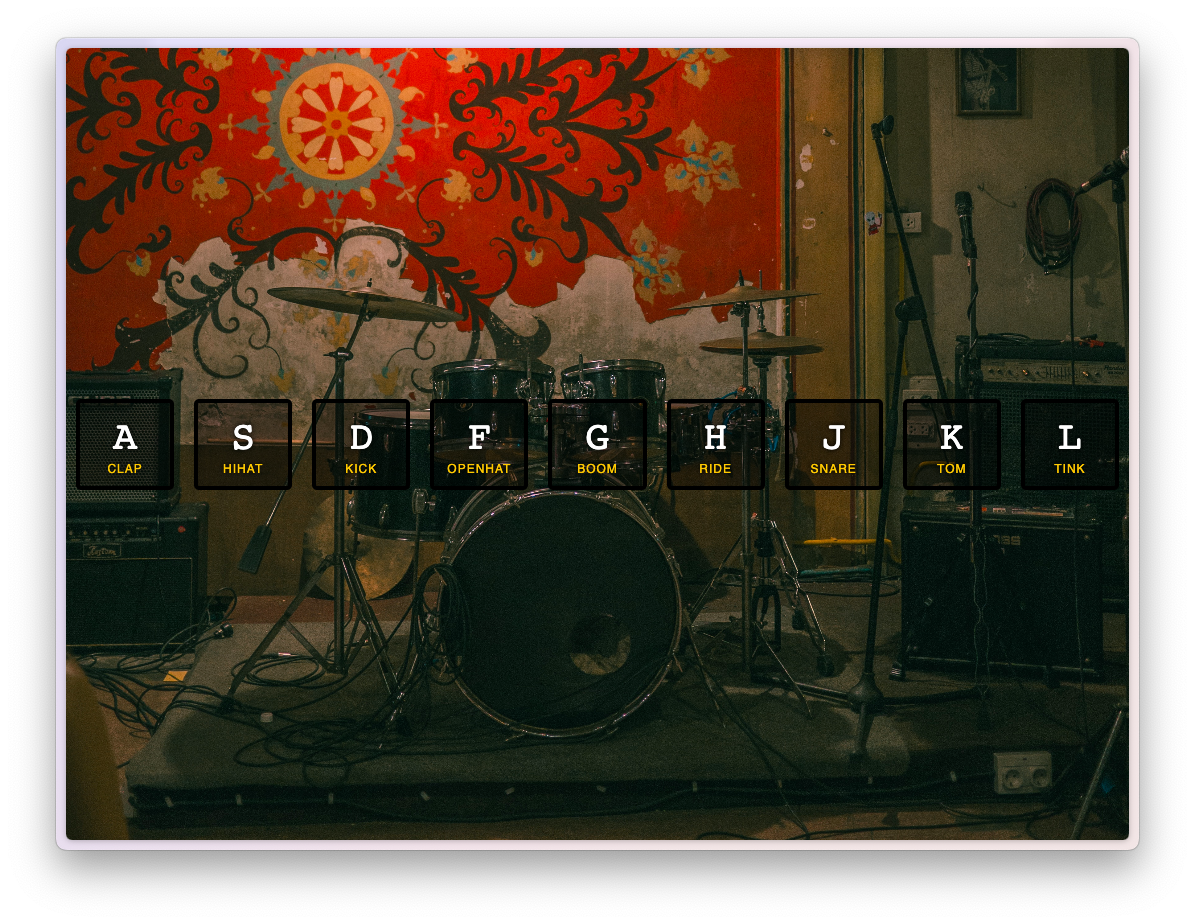 A
CLAP
S
HIHAT
D
KICK
F
OPENHAT
G
BOOM
H
RIDE
J
SNARE
K
TOM
L
TINK